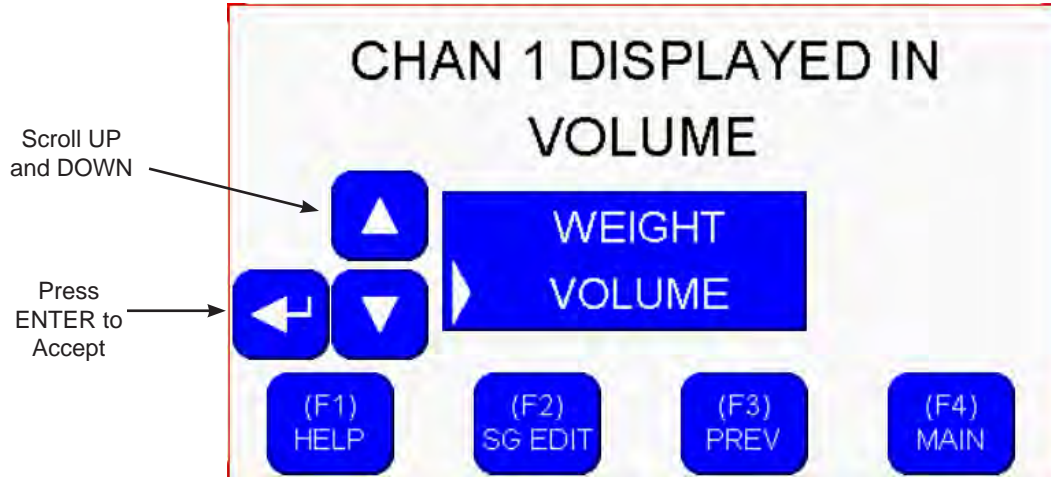 CHAN 1 DISPLAYED IN
VOLUME
Scroll UP
and DOWN
WEIGHT
VOLUME
Press
ENTER to
Accept
(F1)
HELP
(F2)
SG EDIT
(F3)
PREV
(F4)
MAIN